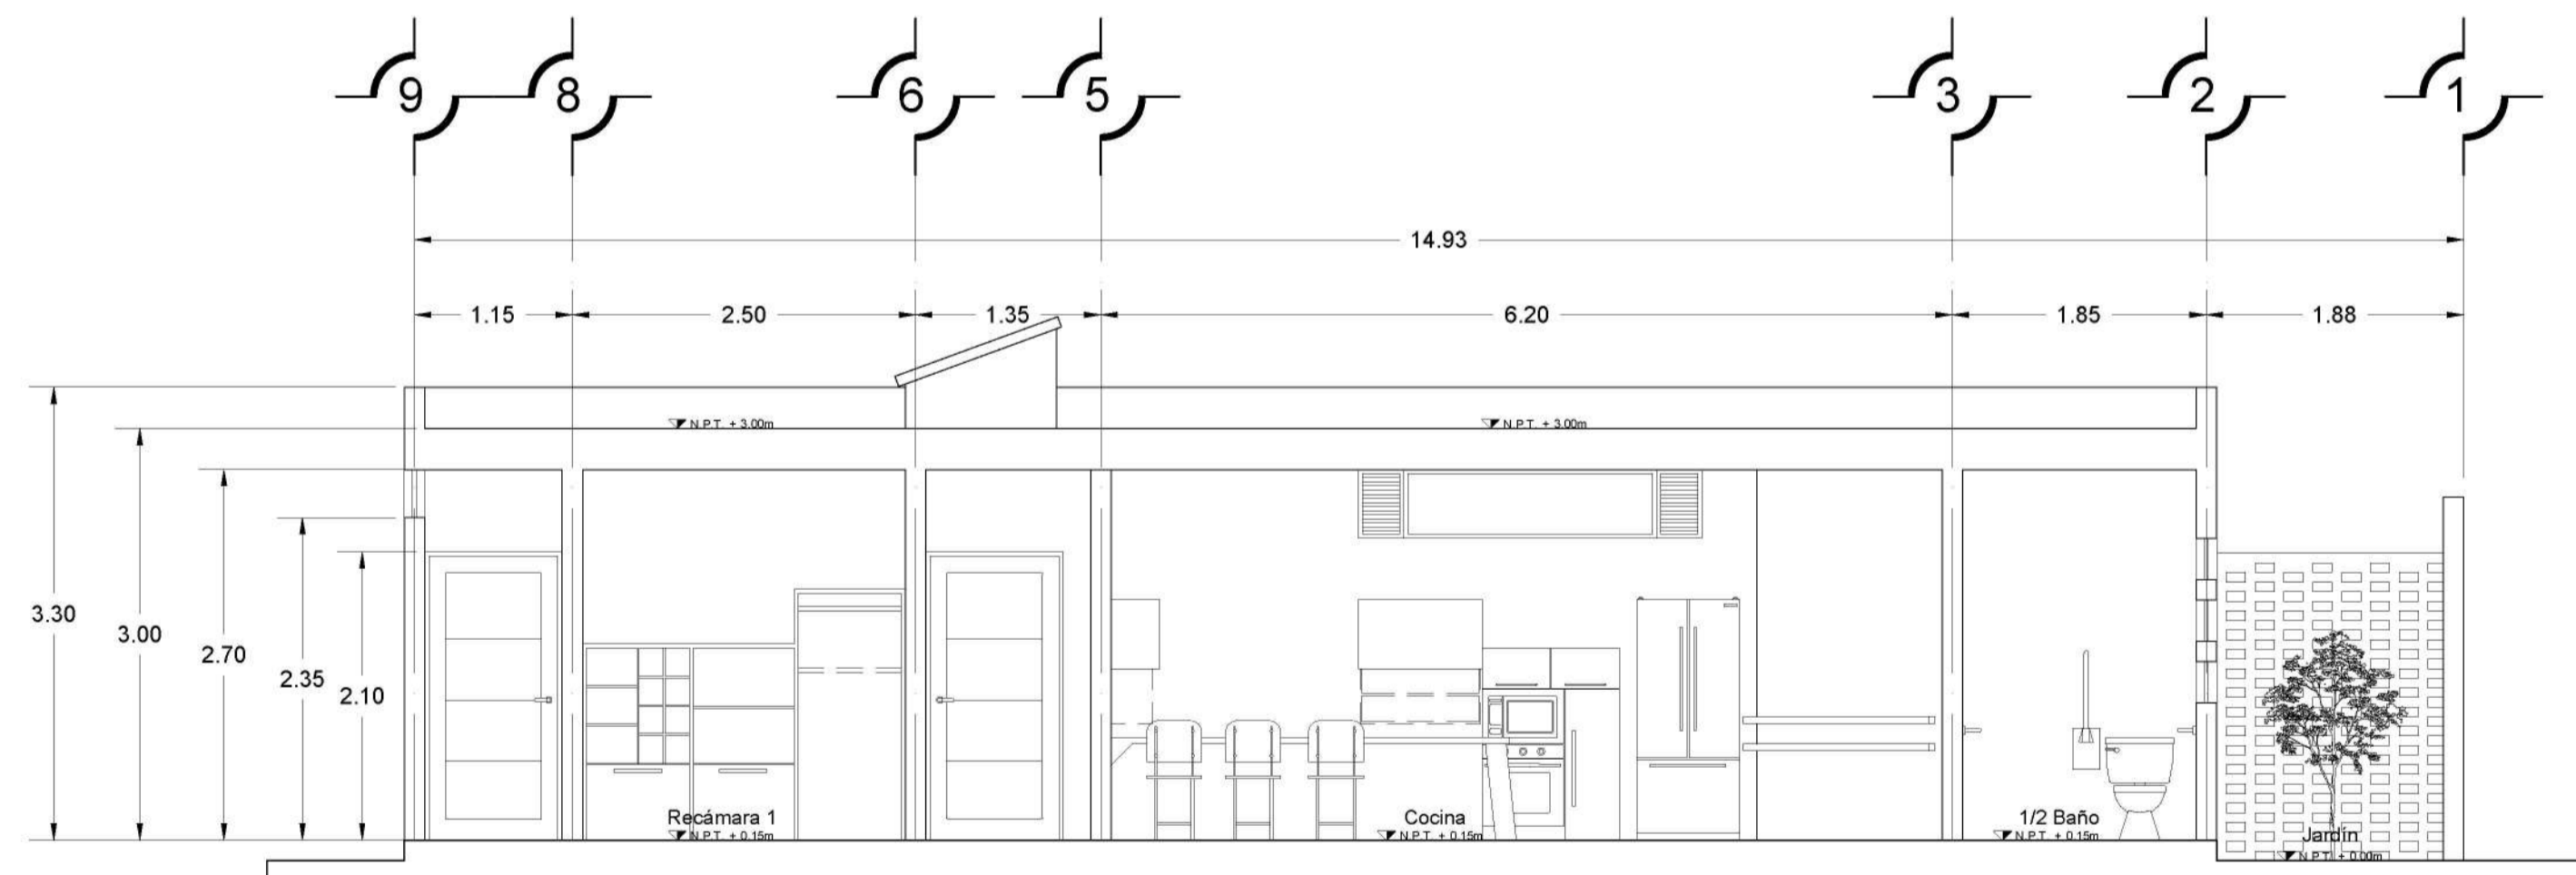 9 8 6 5 3 2 1
14.93
1.15 2.50 1.35 6.20 1.85 1.88
N.P.T. + 3.00m N.P.T. + 3.00m
3.30
3.00
2.70
2.35
2.10
Recámara 1
N.P.T. + 0.15m
Cocina
N.P.T. + 0.15m
1/2 Baño
N.P.T. + 0.15m
Jardín
N.P.T. + 0.00m